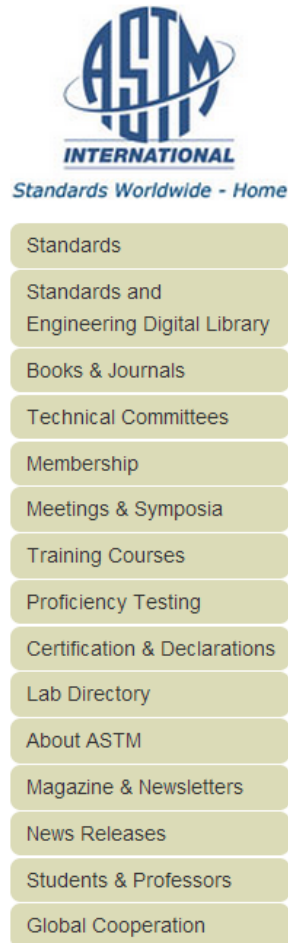 ASTM
INTERNATIONAL
Standards Worldwide - Home
Standards
Standards and
Engineering Digital Library
Books & Journals
Technical Committees
Membership
Meetings & Symposia
Training Courses
Proficiency Testing
Certification & Declarations
Lab Directory
About ASTM
Magazine & Newsletters
News Releases
Students & Professors
Global Cooperation